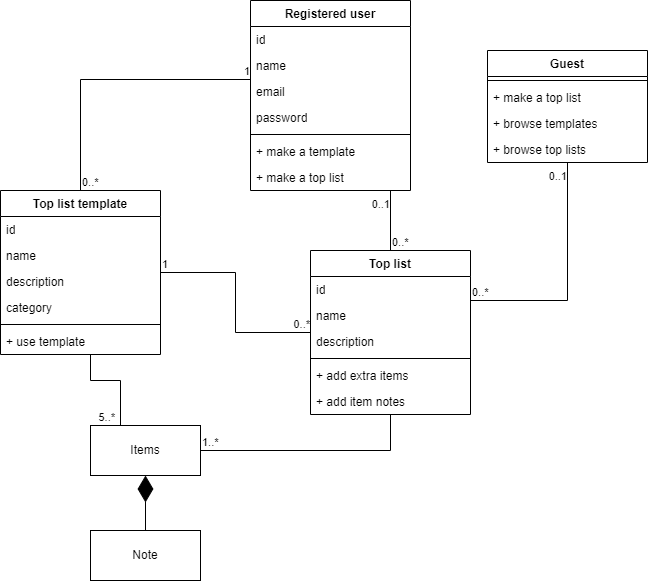 Registered user
id
name
email
password
+ make a template
+ make a top list
Guest
+ make a top list
+ browse templates
+ browse top lists
1
0..*
0..1
0..*
0..1
0..*
Top list template
id
name
description
category
+ use template
1
0..*
Top list
id
name
description
+ add extra items
+ add item notes
5..*
1..*
Items
Note